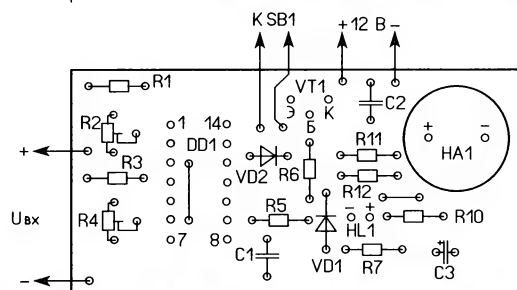 К SB1
+12 В -
R1
VT1
Э
К
Б
C2
R2
1
14
DD1
+
R3
VD2
R6
R11
R12
+
-
HA1
Uвх
R4
7
8
R5
C1
VD1
-
+
HL1
R7
R10
+
C3
-